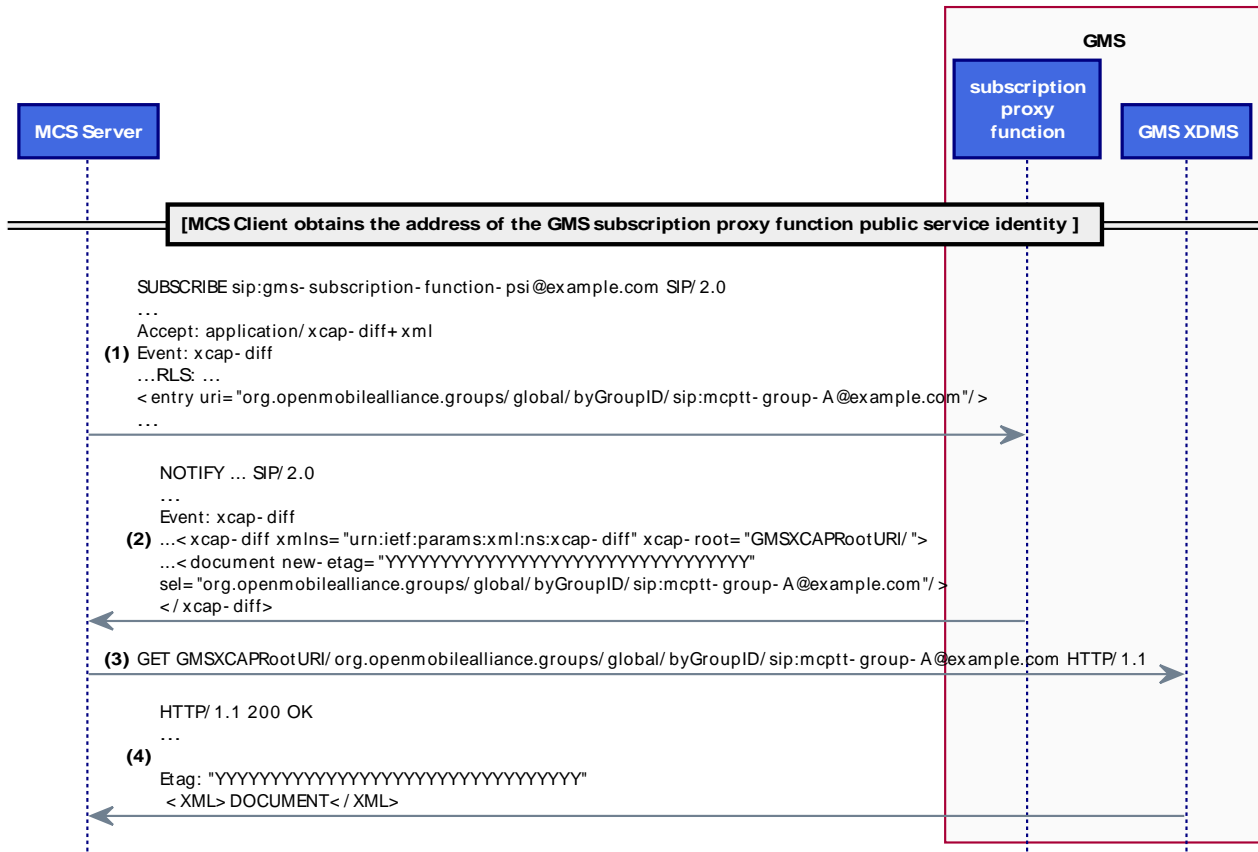 GMS
subscription
proxy
function
MCS Server
GMS XDMS
[MCS Client obtains the address of the GMS subscription proxy function public service identity ]
SUBSCRIBE sip:gms-subscription-function-psi@example.com SIP/2.0
...
Accept: application/xcap-diff+xml
(1) Event: xcap-diff
...RLS: ...
<entry uri="org.openmobilealliance.groups/global/byGroupID/sip:mcptt-group-A@example.com"/>
...
NOTIFY ... SIP/2.0
...
Event: xcap-diff
(2) ...<xcap-diff xmlns="urn:ietf:params:xml:ns:xcap-diff" xcap-root="GMSXCAPRootURI/">
...<document new-etag="YYYYYYYYYYYYYYYYYYYYYYYYYYYYYYYYY"
sel="org.openmobilealliance.groups/global/byGroupID/sip:mcptt-group-A@example.com"/>
</xcap-diff>
(3) GET GMSXCAPRootURI/org.openmobilealliance.groups/global/byGroupID/sip:mcptt-group-A@example.com HTTP/1.1
HTTP/1.1 200 OK
...
(4)
Etag: "YYYYYYYYYYYYYYYYYYYYYYYYYYYYYYYYY"
<XML>DOCUMENT</XML>